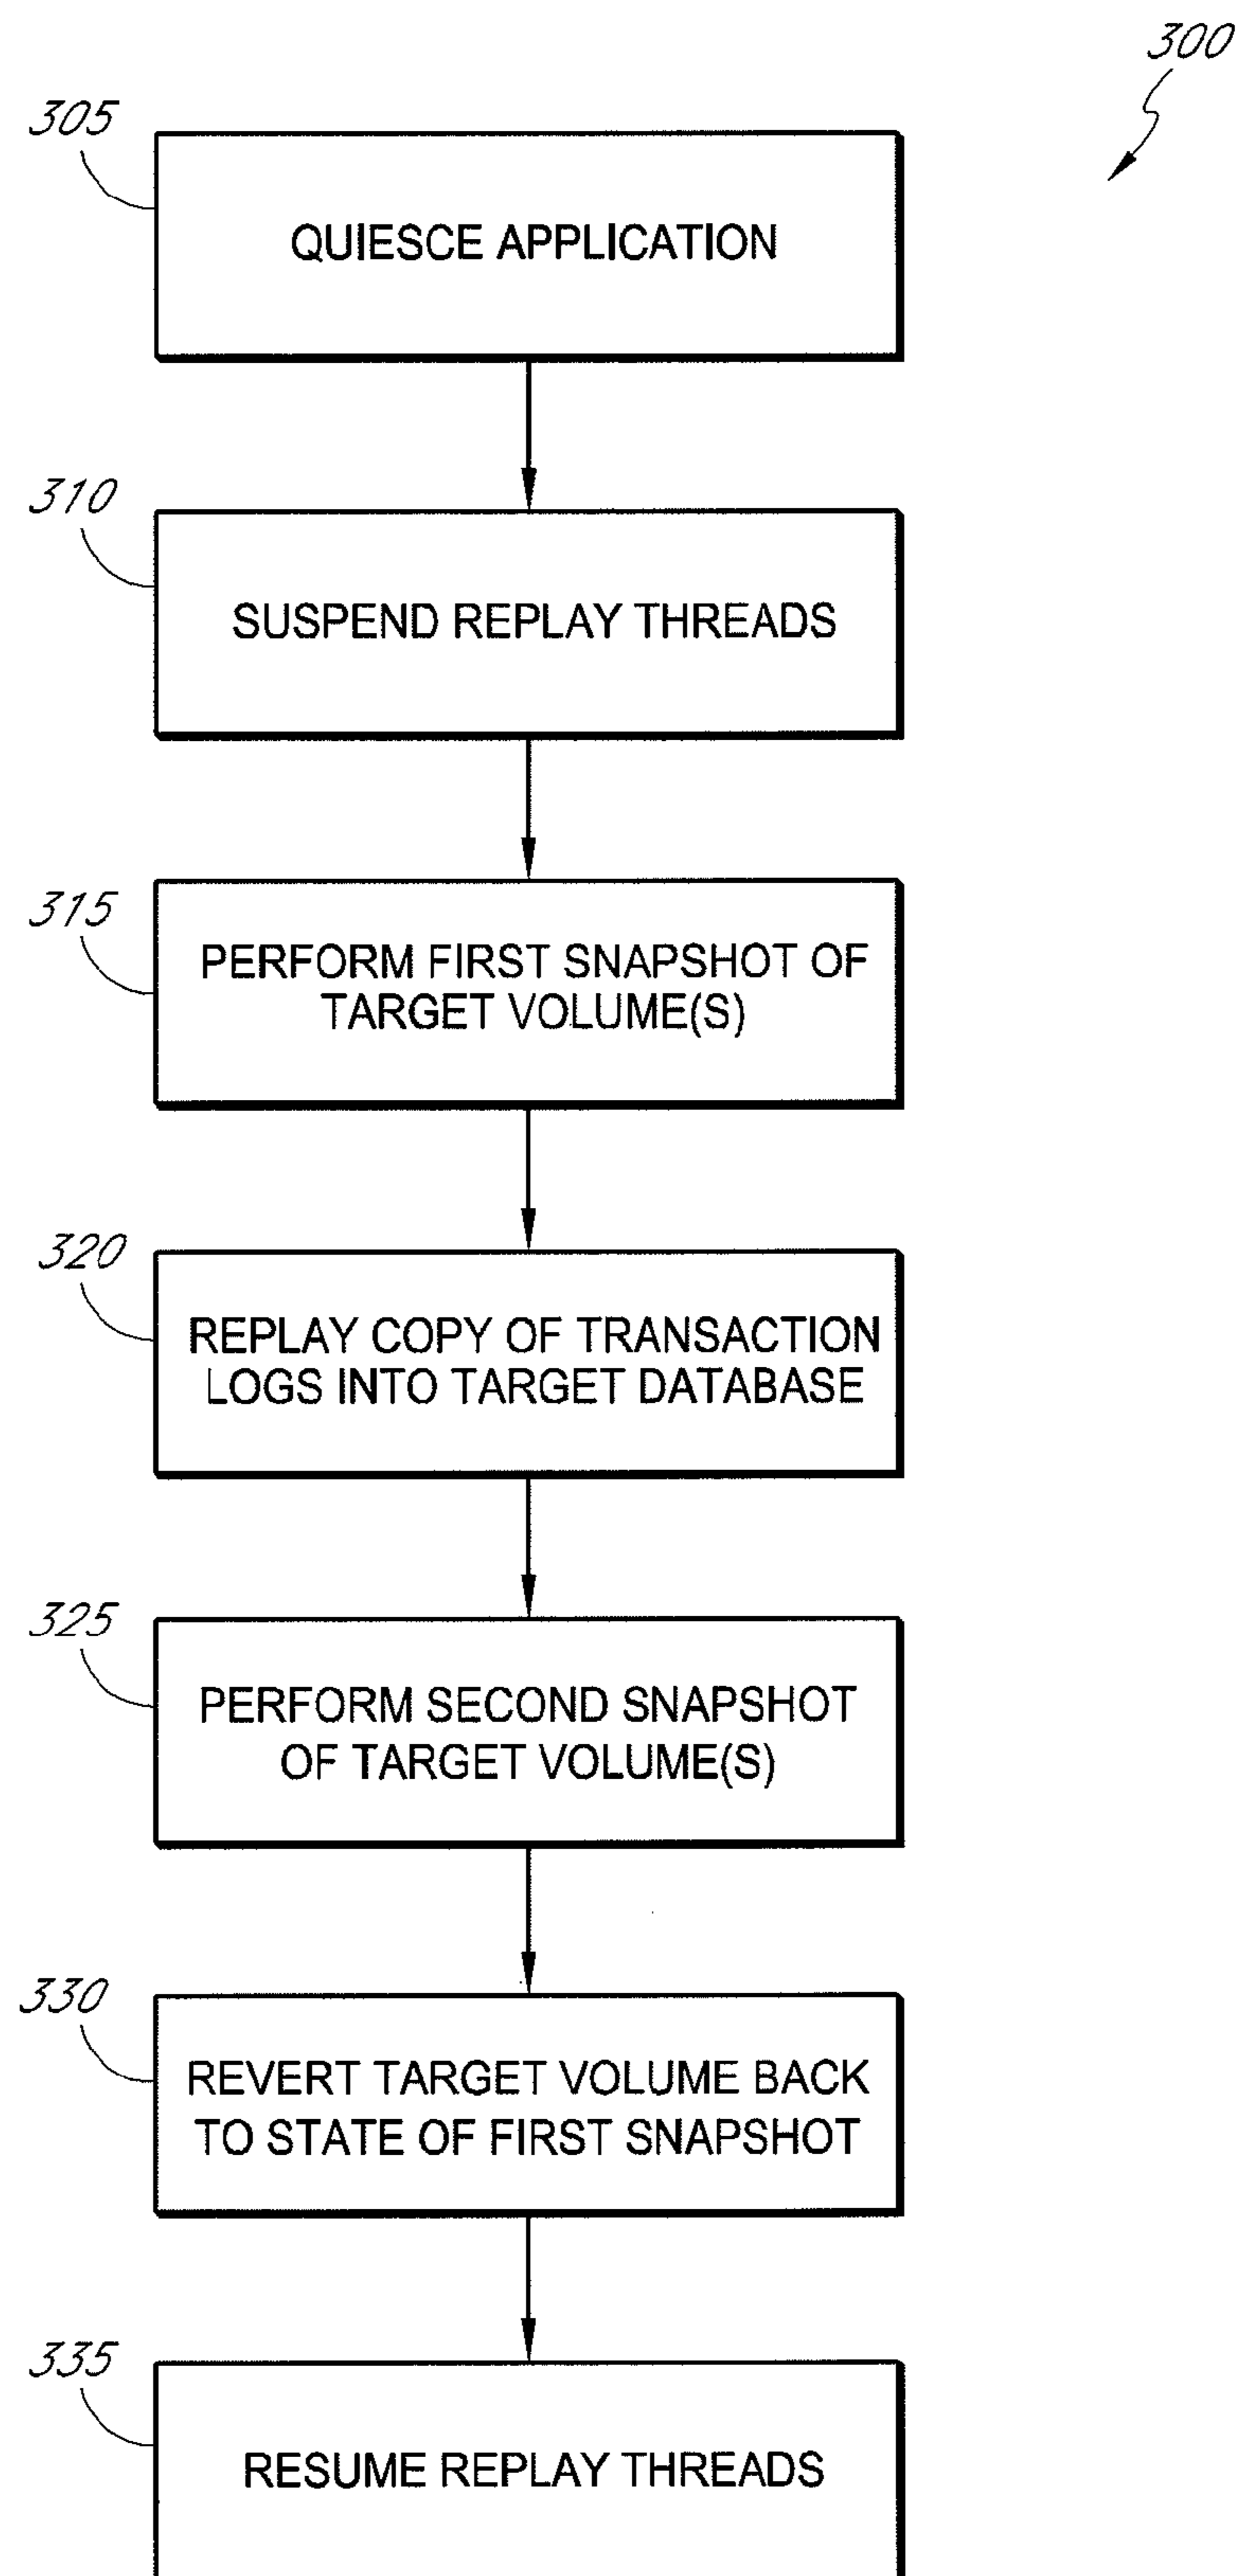 300
305
QUIESCE APPLICATION
310
SUSPEND REPLAY THREADS
315
PERFORM FIRST SNAPSHOT OF
TARGET VOLUME(S)
320
REPLAY COPY OF TRANSACTION
LOGS INTO TARGET DATABASE
325
PERFORM SECOND SNAPSHOT
OF TARGET VOLUME(S)
330
REVERT TARGET VOLUME BACK
TO STATE OF FIRST SNAPSHOT
335
RESUME REPLAY THREADS